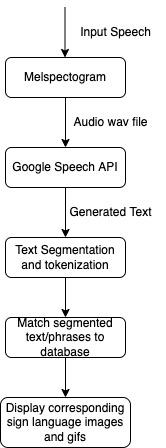 Input Speech
Melspectogram
Audio wav file
Google Speech API
Generated Text
Text Segmentation
and tokenization
Match segmented
text/phrases to
database
Display corresponding
sign language images
and gifs